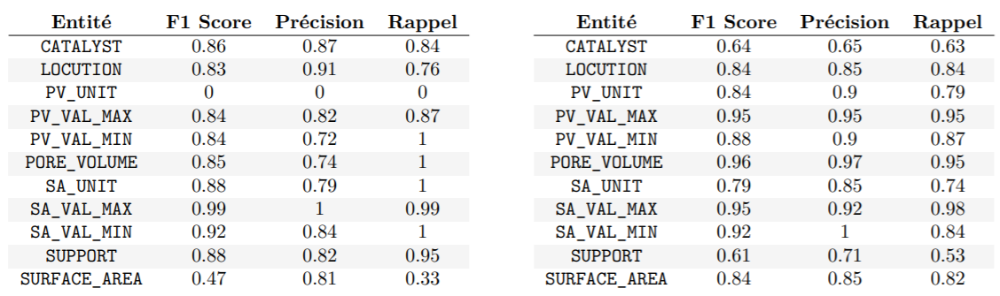 Entité F1 Score Précision Rappel
CATALYST 0.86 0.87 0.84
LOCUTION 0.83 0.91 0.76
PV_UNIT 0 0 0
PV_VAL_MAX 0.84 0.82 0.87
PV_VAL_MIN 0.84 0.72 1
PORE_VOLUME 0.85 0.74 1
SA_UNIT 0.88 0.79 1
SA_VAL_MAX 0.99 1 0.99
SA_VAL_MIN 0.92 0.84 1
SUPPORT 0.88 0.82 0.95
SURFACE_AREA 0.47 0.81 0.33
Entité F1 Score Précision Rappel
CATALYST 0.64 0.65 0.63
LOCUTION 0.84 0.85 0.84
PV_UNIT 0.84 0.9 0.79
PV_VAL_MAX 0.95 0.95 0.95
PV_VAL_MIN 0.88 0.9 0.87
PORE_VOLUME 0.96 0.97 0.95
SA_UNIT 0.79 0.85 0.74
SA_VAL_MAX 0.95 0.92 0.98
SA_VAL_MIN 0.92 1 0.84
SUPPORT 0.61 0.71 0.53
SURFACE_AREA 0.84 0.85 0.82